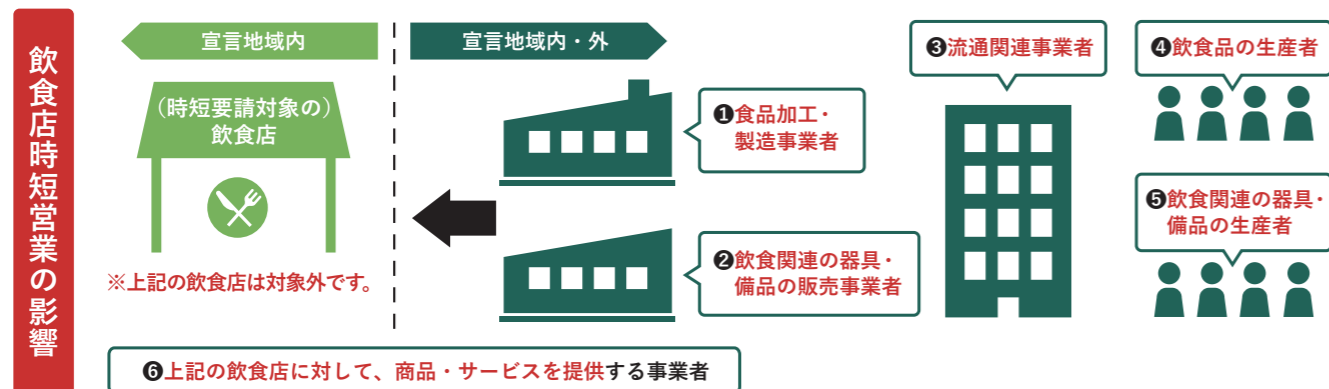 飲食店時短営業の影響
宣言地域内
宣言地域内・外
（時短要請対象の）
飲食店
※上記の飲食店は対象外です。
❶食品加工・
製造事業者
❷飲食関連の器具・
備品の販売事業者
❸流通関連事業者
❹飲食品の生産者
❺飲食関連の器具・
備品の生産者
❻上記の飲食店に対して、商品・サービスを提供する事業者